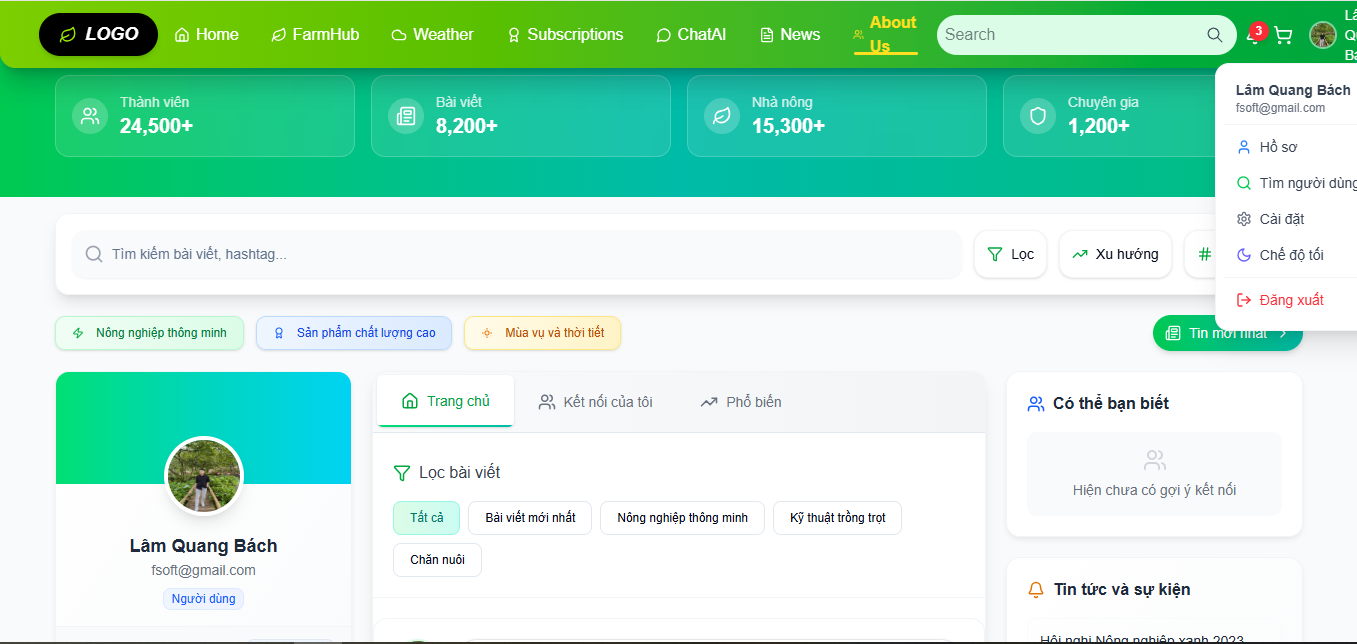 LOGO
Home
FarmHub
Weather
Subscriptions
ChatAI
News
About
Us
Search
3
Lâ
Qu
Ba
Thành viên
24,500+
Bài viết
8,200+
Nhà nông
15,300+
Chuyên gia
1,200+
Lâm Quang Bách
fsoft@gmail.com
Hồ sơ
Tìm người dùng
Cài đặt
Chế độ tối
Đăng xuất
Tìm kiếm bài viết, hashtag...
Lọc
Xu hướng
#
Nông nghiệp thông minh
Sản phẩm chất lượng cao
Mùa vụ và thời tiết
Tin mới nhất
Lâm Quang Bách
fsoft@gmail.com
Người dùng
Trang chủ
Kết nối của tôi
Phổ biến
Lọc bài viết
Tất cả
Bài viết mới nhất
Nông nghiệp thông minh
Kỹ thuật trồng trọt
Chăn nuôi
Có thể bạn biết
Hiện chưa có gợi ý kết nối
Tin tức và sự kiện
Hội nghị Nông nghiệp xanh 2023